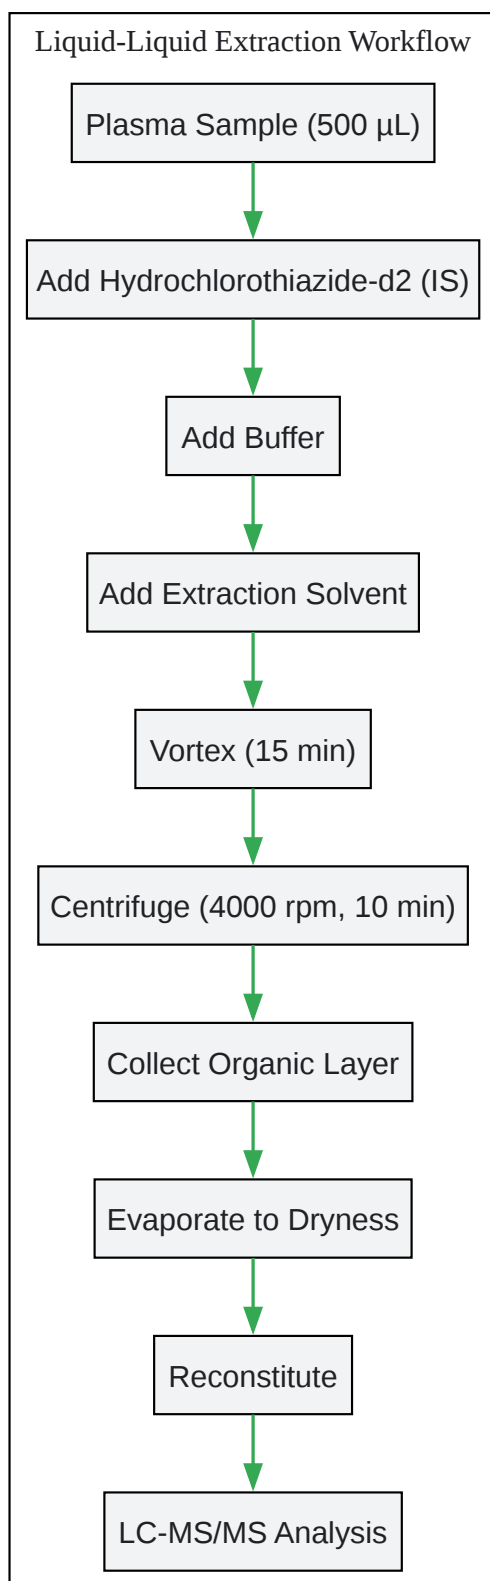 Liquid-Liquid Extraction Workflow
Plasma Sample (500 µL)
Add Hydrochlorothiazide-d2 (IS)
Add Buffer
Add Extraction Solvent
Vortex (15 min)
Centrifuge (4000 rpm, 10 min)
Collect Organic Layer
Evaporate to Dryness
Reconstitute
LC-MS/MS Analysis